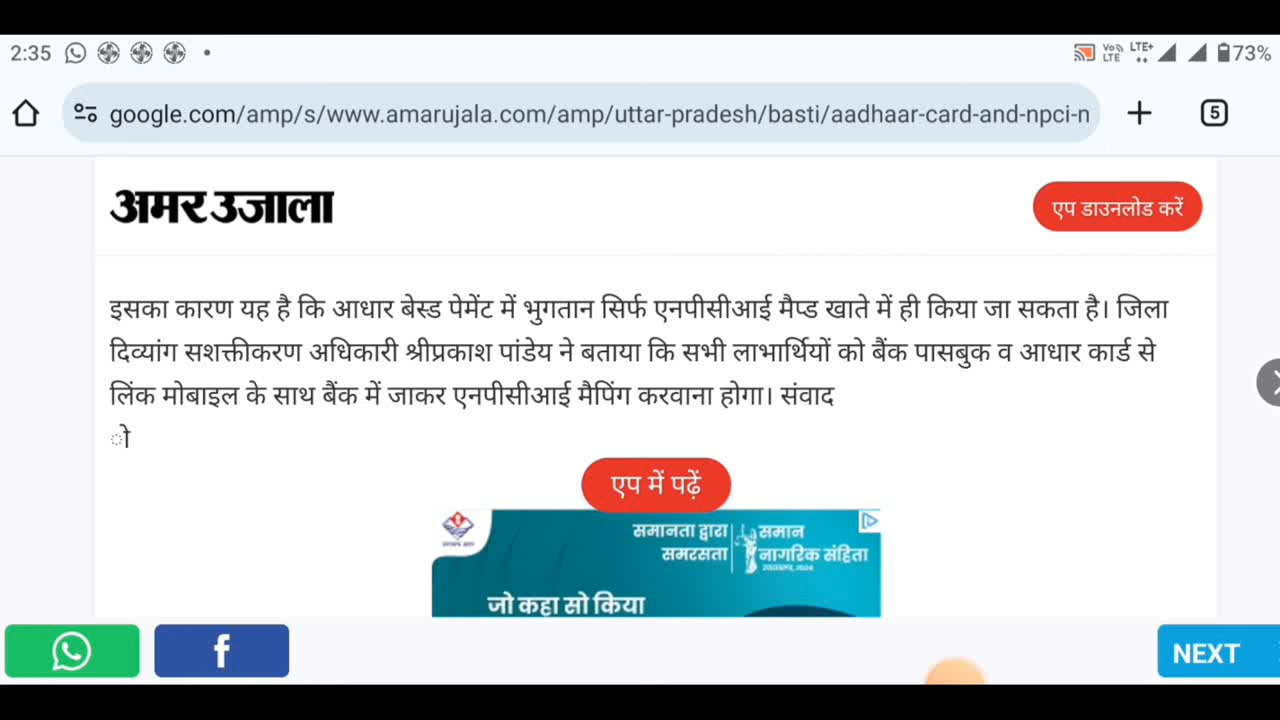 2:35
Vo LTE LTE+ 73%
google.com/amp/s/www.amarujala.com/amp/uttar-pradesh/basti/aadhaar-card-and-npci-n
5
अमर उजाला
एप डाउनलोड करें
इसका कारण यह है कि आधार बेस्ड पेमेंट में भुगतान सिर्फ एनपीसीआई मैप्ड खाते में ही किया जा सकता है। जिला
दिव्यांग सशक्तीकरण अधिकारी श्रीप्रकाश पांडेय ने बताया कि सभी लाभार्थियों को बैंक पासबुक व आधार कार्ड से
लिंक मोबाइल के साथ बैंक में जाकर एनपीसीआई मैपिंग करवाना होगा। संवाद
ो
एप में पढ़ें
समानता द्वारा
समरसता
समान
नागरिक संहिता
जो कहा सो किया
f
NEXT